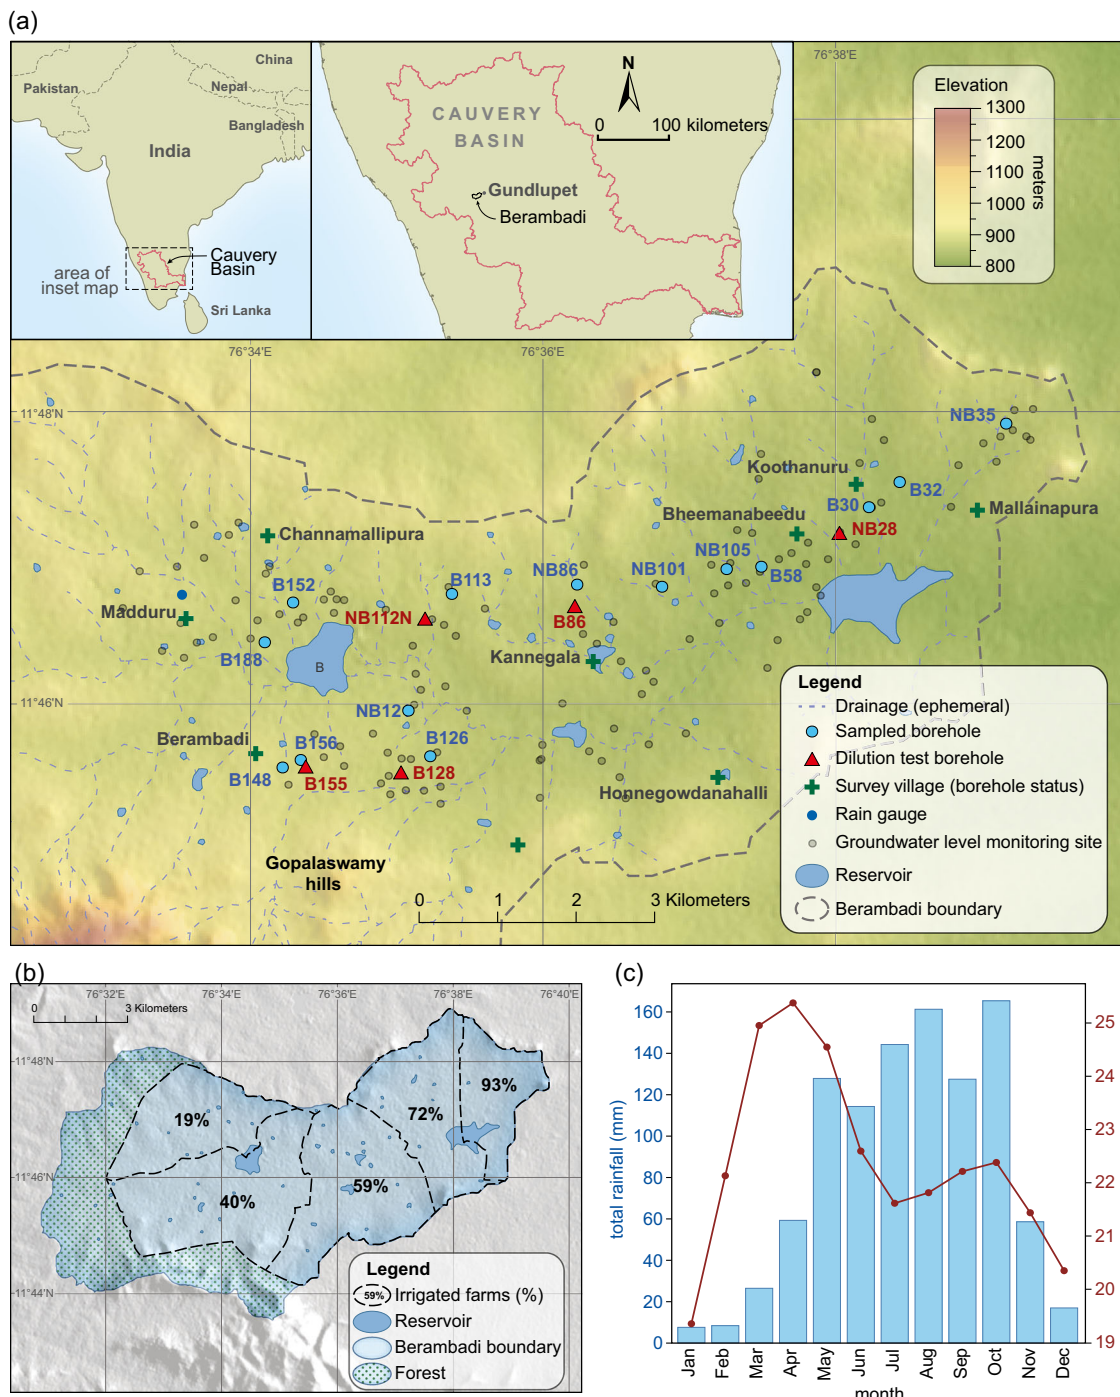 (a)
China
Pakistan
Nepal
Bangladesh
India
Cauvery
Basin
area of
inset map
Sri Lanka
CAUVERY
BASIN
N
0 100 kilometers
Gundlupet
Berambadi
76°38'E
Elevation
1300
1200
1100
1000
900
800
meters
76°34'E
76°36'E
11°48'N
NB35
Koothanuru
B32
B30
Mallainapura
Bheemanabeedu
NB28
Channamallipura
NB105
B58
NB101
NB86
B113
B152
Madduru
NB112N
B86
B188
B
Kannegala
11°46'N
NB12
Berambadi
B156
B126
B148
B155
B128
Honnegowdanahalli
Gopalaswamy
hills
0 1 2 3 Kilometers
Legend
Drainage (ephemeral)
Sampled borehole
Dilution test borehole
Survey village (borehole status)
Rain gauge
Groundwater level monitoring site
Reservoir
Berambadi boundary
(b)
76°32'E 76°34'E 76°36'E 76°38'E 76°40'E
0 3 Kilometers
11°48'N
11°46'N
11°44'N
93%
72%
19%
59%
40%
Legend
59% Irrigated farms (%)
Reservoir
Berambadi boundary
Forest
(c)
total rainfall (mm)
160
140
120
100
80
60
40
20
0
25
24
23
22
21
20
19
Jan Feb Mar Apr May Jun Jul Aug Sep Oct Nov Dec
month